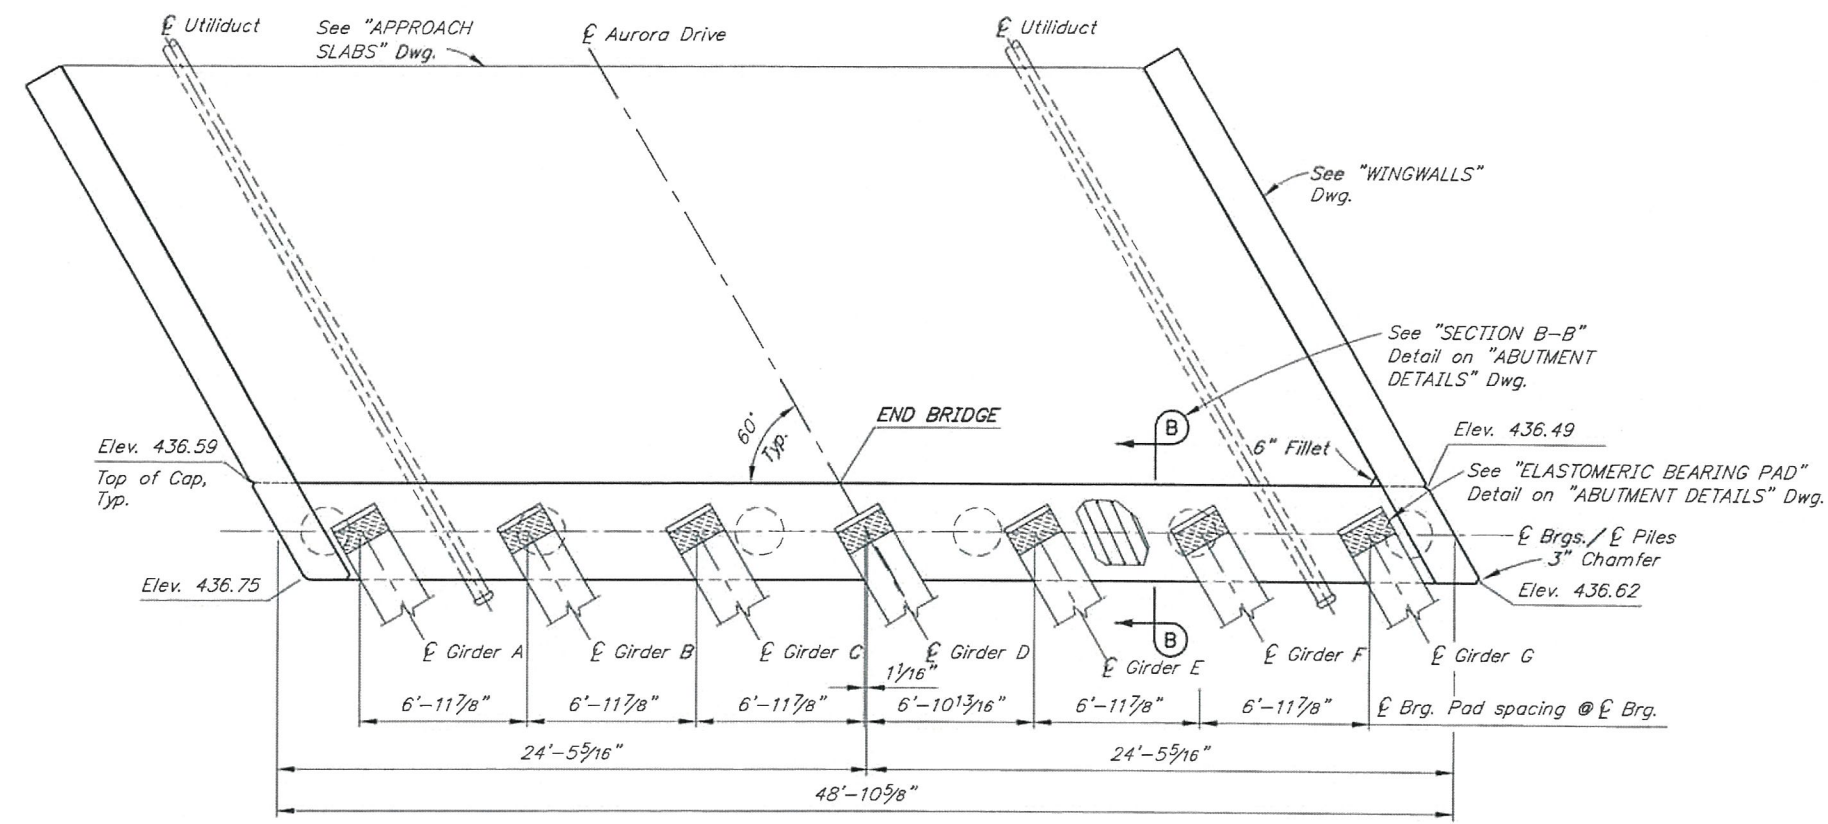 ℄ Utiliduct
See "APPROACH
SLABS" Dwg.
℄ Aurora Drive
℄ Utiliduct
See "WINGWALLS"
Dwg.
See "SECTION B-B"
Detail on "ABUTMENT
DETAILS" Dwg.
60°
Typ.
END BRIDGE
B
6" Fillet
Elev. 436.49
Elev. 436.59
Top of Cap,
Typ.
See "ELASTOMERIC BEARING PAD"
Detail on "ABUTMENT DETAILS" Dwg.
℄ Brgs./ ℄ Piles
3" Chamfer
Elev. 436.75
Elev. 436.62
B
℄ Girder A
℄ Girder B
℄ Girder C
℄ Girder D
℄ Girder E
℄ Girder F
℄ Girder G
1 1/16"
6'-11 7/8"
6'-11 7/8"
6'-11 7/8"
6'-10 13/16"
6'-11 7/8"
6'-11 7/8"
℄ Brg. Pad spacing @ ℄ Brg.
24'-5 5/16"
24'-5 5/16"
48'-10 5/8"